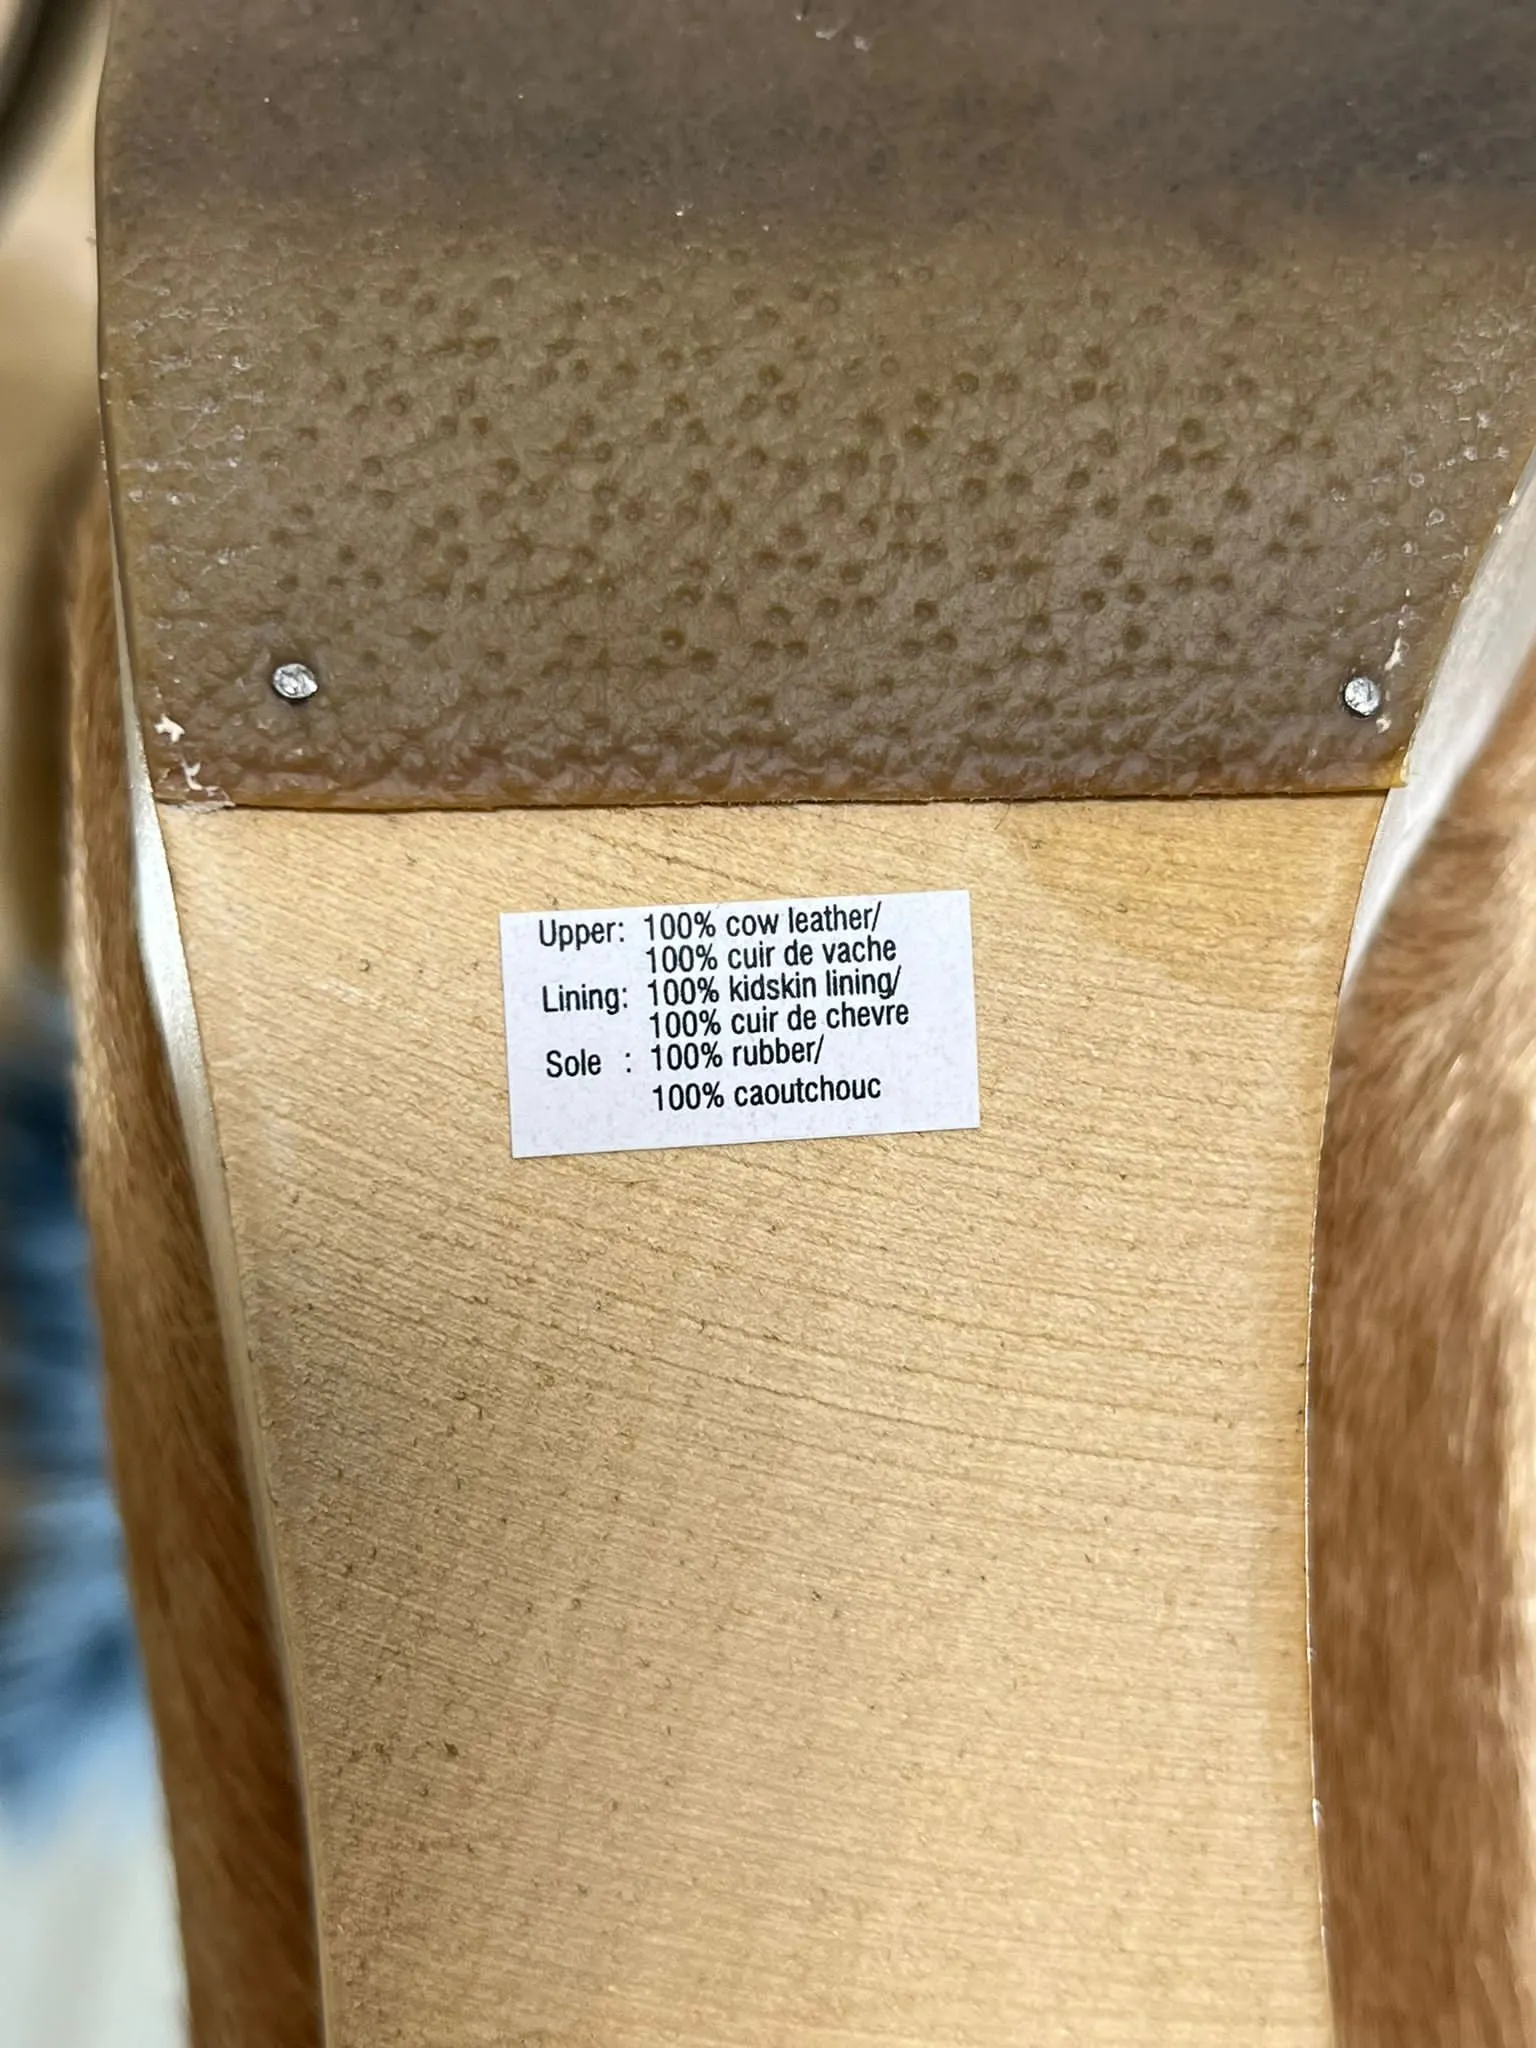 Upper: 100% cow leather/
100% cuir de vache
Lining: 100% kidskin lining/
100% cuir de chevre
Sole : 100% rubber/
100% caoutchouc